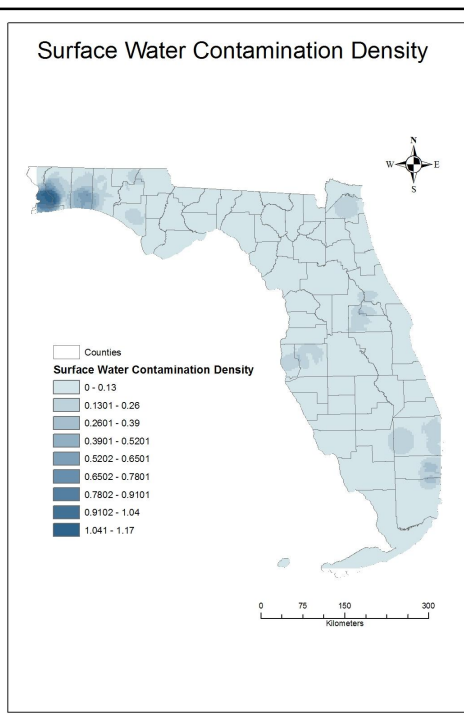 Surface Water Contamination Density
N
W E
S
Counties
Surface Water Contamination Density
0 - 0.13
0.1301 - 0.26
0.2601 - 0.39
0.3901 - 0.5201
0.5202 - 0.6501
0.6502 - 0.7801
0.7802 - 0.9101
0.9102 - 1.04
1.041 - 1.17
0 75 150 300
Kilometers